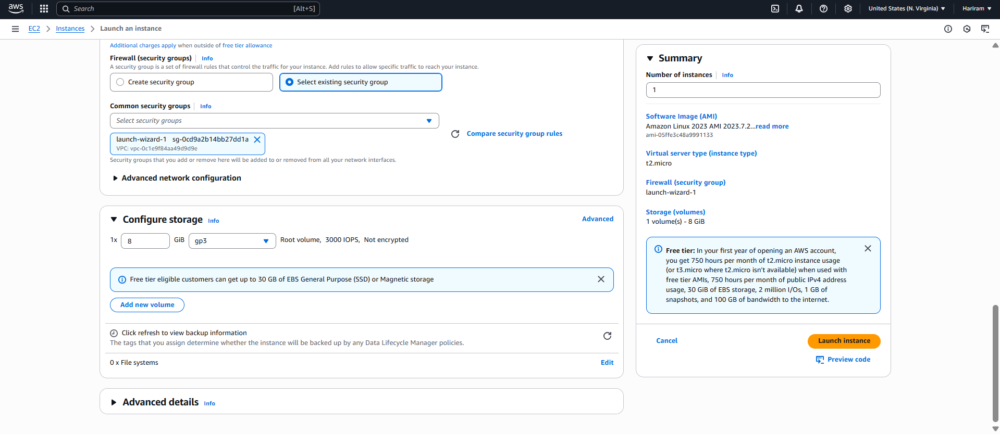 aws
Search [Alt+S]
United States (N. Virginia)
Hariram
EC2
Instances
Launch an instance
Additional charges apply when outside of free tier allowance
Firewall (security groups) Info
A security group is a set of firewall rules that control the traffic for your instance. Add rules to allow specific traffic to reach your instance.
Create security group
Select existing security group
Common security groups Info
Select security groups
launch-wizard-1 sg-0cd9a2b14bb27dd1a
VPC: vpc-0c1e9f84aa49d9d9e
Compare security group rules
Security groups that you add or remove here will be added to or removed from all your network interfaces.
Advanced network configuration
Configure storage Info
Advanced
1x 8 GiB gp3 Root volume, 3000 IOPS, Not encrypted
Free tier eligible customers can get up to 30 GB of EBS General Purpose (SSD) or Magnetic storage
Add new volume
Click refresh to view backup information
The tags that you assign determine whether the instance will be backed up by any Data Lifecycle Manager policies.
0 x File systems
Edit
Advanced details Info
Summary
Number of instances Info
1
Software Image (AMI)
Amazon Linux 2023 AMI 2023.7.2...read more
ami-05ffe3c48a9991133
Virtual server type (instance type)
t2.micro
Firewall (security group)
launch-wizard-1
Storage (volumes)
1 volume(s) - 8 GiB
Free tier: In your first year of opening an AWS account,
you get 750 hours per month of t2.micro instance usage
(or t3.micro where t2.micro isn't available) when used with
free tier AMIs, 750 hours per month of public IPv4 address
usage, 30 GiB of EBS storage, 2 million I/Os, 1 GB of
snapshots, and 100 GB of bandwidth to the internet.
Cancel
Launch instance
Preview code